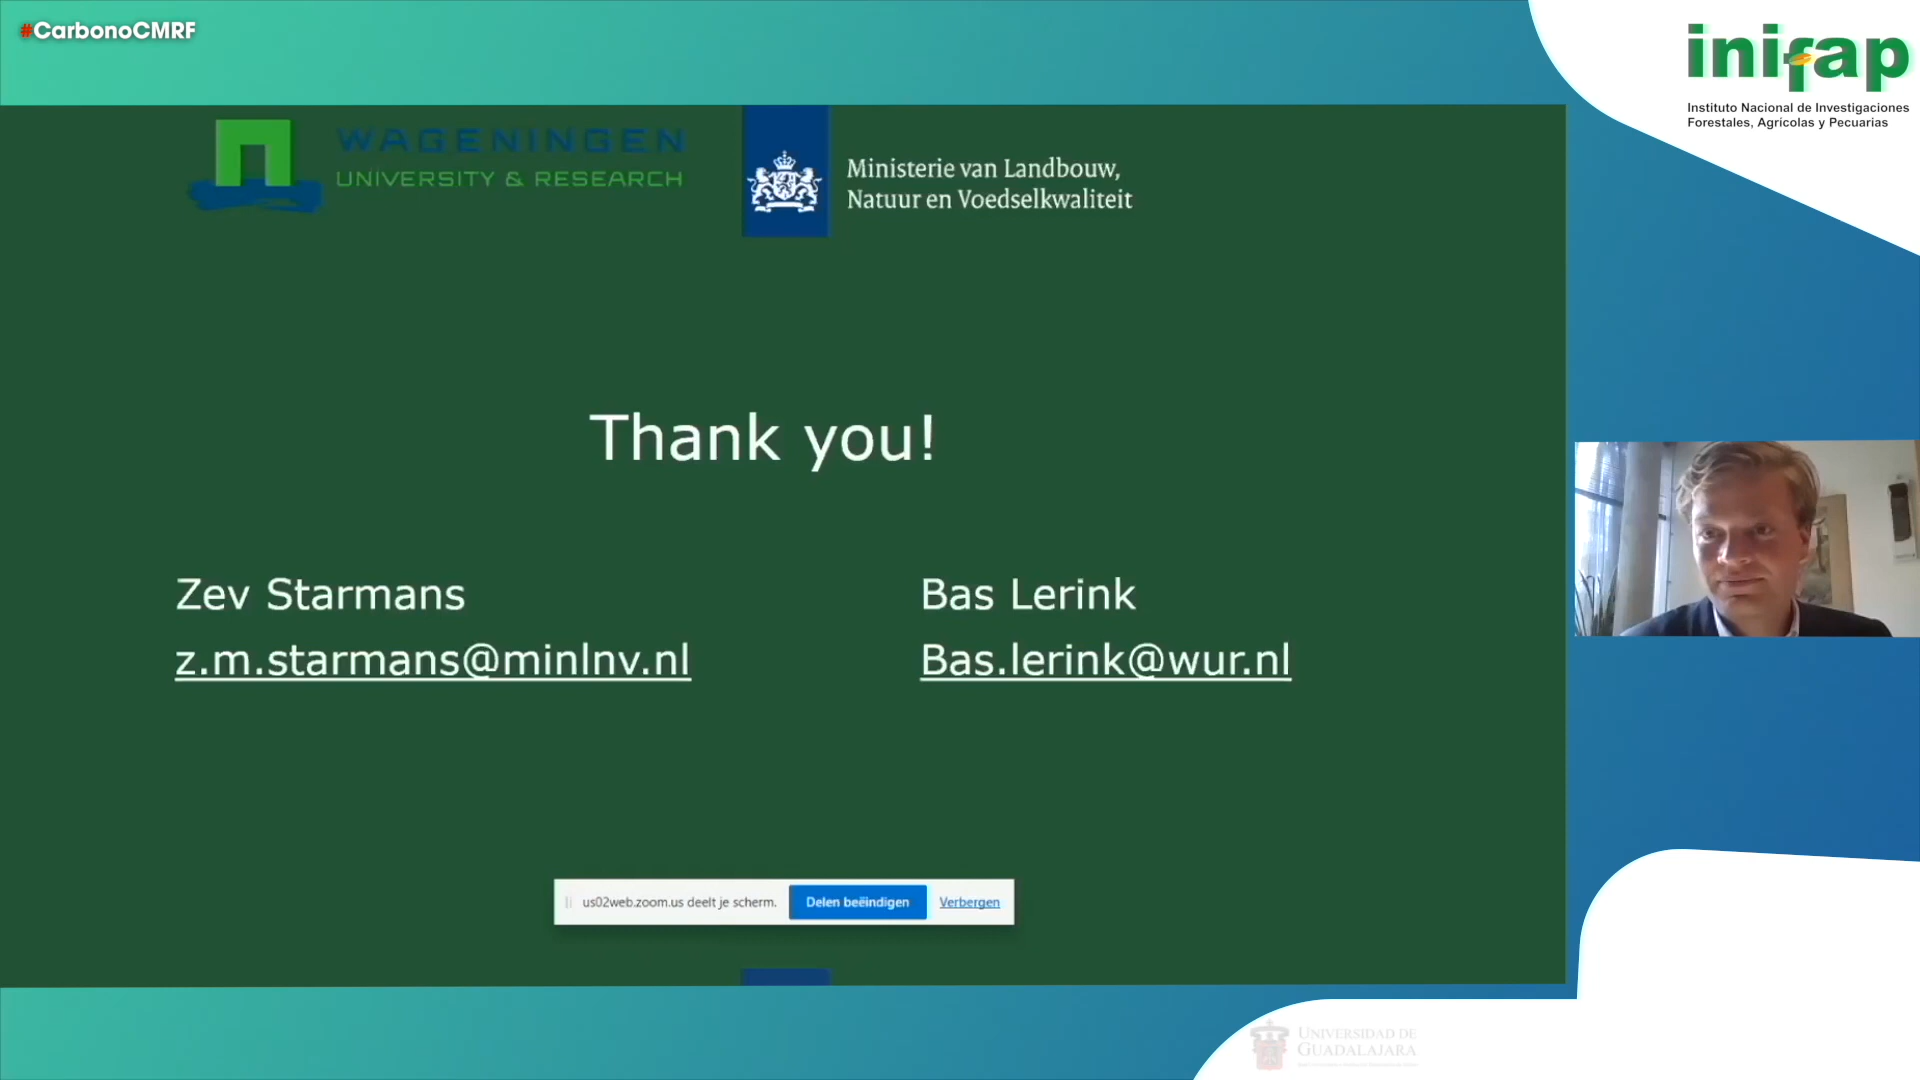 #CarbonoCMRF
inifap
Instituto Nacional de Investigaciones
Forestales, Agrícolas y Pecuarias
WAGENINGEN
UNIVERSITY & RESEARCH
Ministerie van Landbouw,
Natuur en Voedselkwaliteit
Thank you!
Zev Starmans
z.m.starmans@minlnv.nl
Bas Lerink
Bas.lerink@wur.nl
us02web.zoom.us deelt je scherm.
Delen beëindigen
Verbergen
UNIVERSIDAD DE
GUADALAJARA